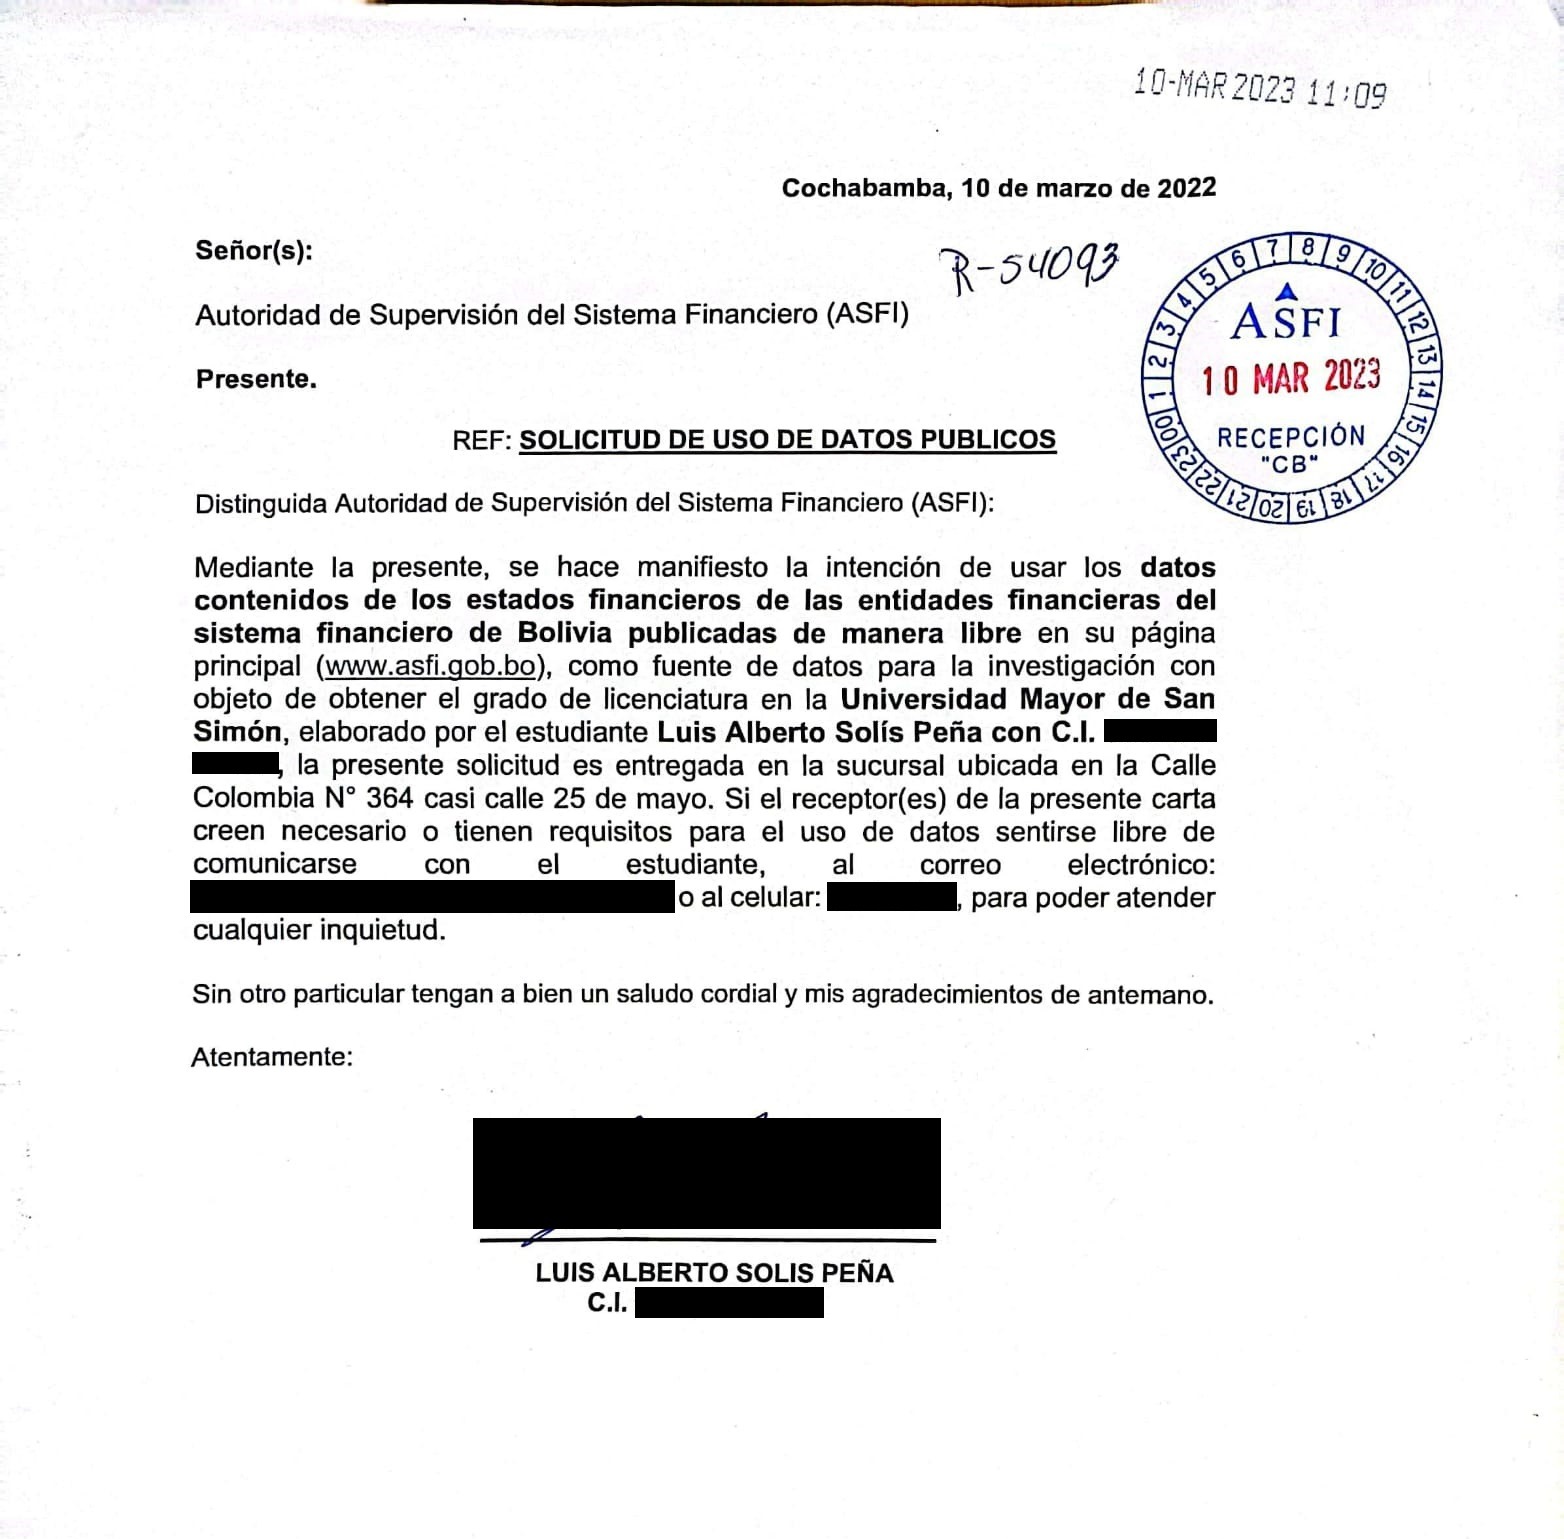 10-MAR 2023 11:09
Cochabamba, 10 de marzo de 2022
Señor(s):
R-54093
Autoridad de Supervisión del Sistema Financiero (ASFI)
Presente.
REF: SOLICITUD DE USO DE DATOS PUBLICOS
00 1 2 3 4 5 6 7 8 9 10 11 12 13 14 15 16 17 18 19 20 21 22 23
ASFI
10 MAR 2023
RECEPCIÓN
"CB"
Distinguida Autoridad de Supervisión del Sistema Financiero (ASFI):
Mediante la presente, se hace manifiesto la intención de usar los datos
contenidos de los estados financieros de las entidades financieras del
sistema financiero de Bolivia publicadas de manera libre en su página
principal (www.asfi.gob.bo), como fuente de datos para la investigación con
objeto de obtener el grado de licenciatura en la Universidad Mayor de San
Simón, elaborado por el estudiante Luis Alberto Solís Peña con C.I.
, la presente solicitud es entregada en la sucursal ubicada en la Calle
Colombia N° 364 casi calle 25 de mayo. Si el receptor(es) de la presente carta
creen necesario o tienen requisitos para el uso de datos sentirse libre de
comunicarse con el estudiante, al correo electrónico:
o al celular: , para poder atender
cualquier inquietud.
Sin otro particular tengan a bien un saludo cordial y mis agradecimientos de antemano.
Atentamente:
LUIS ALBERTO SOLIS PEÑA
C.I.